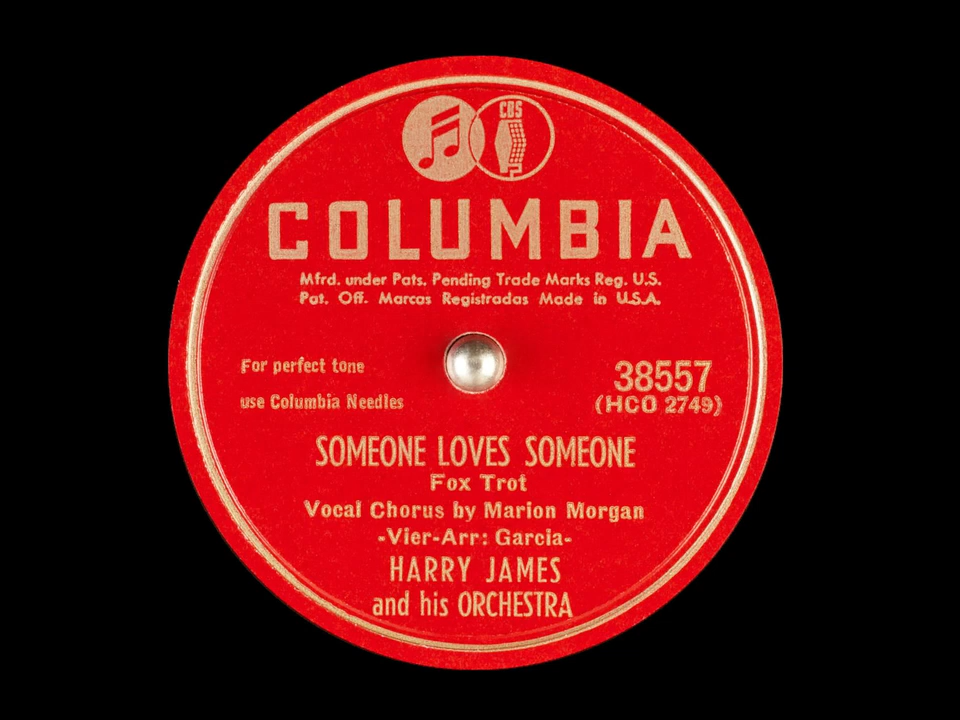 CBS
COLUMBIA
Mfrd. under Pats. Pending Trade Marks Reg. U.S.
Pat. Off. Marcas Registradas Made in U.S.A.
For perfect tone
use Columbia Needles
38557
(HCO 2749)
SOMEONE LOVES SOMEONE
Fox Trot
Vocal Chorus by Marion Morgan
-Vier-Arr: Garcia-
HARRY JAMES
and his ORCHESTRA